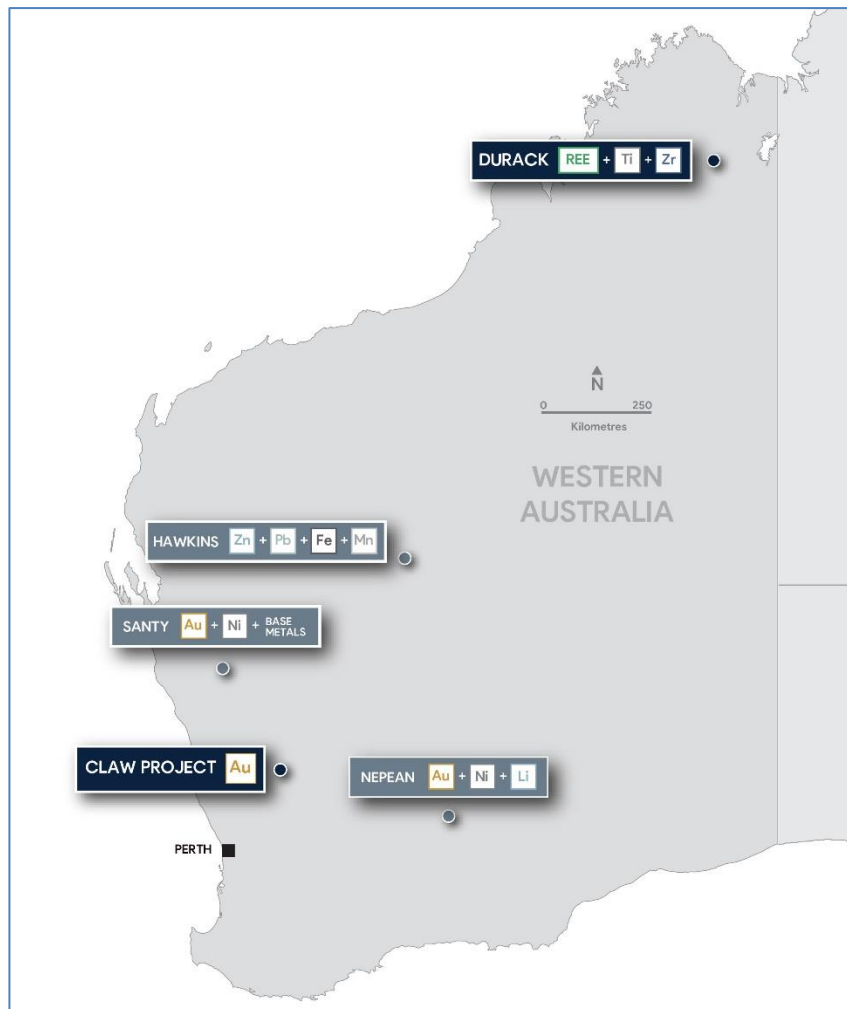 DURACK REE + Ti + Zr
N
0 250
Kilometres
WESTERN
AUSTRALIA
HAWKINS Zn + Pb + Fe + Mn
SANTY Au + Ni + BASE
METALS
CLAW PROJECT Au
NEPEAN Au + Ni + Li
PERTH